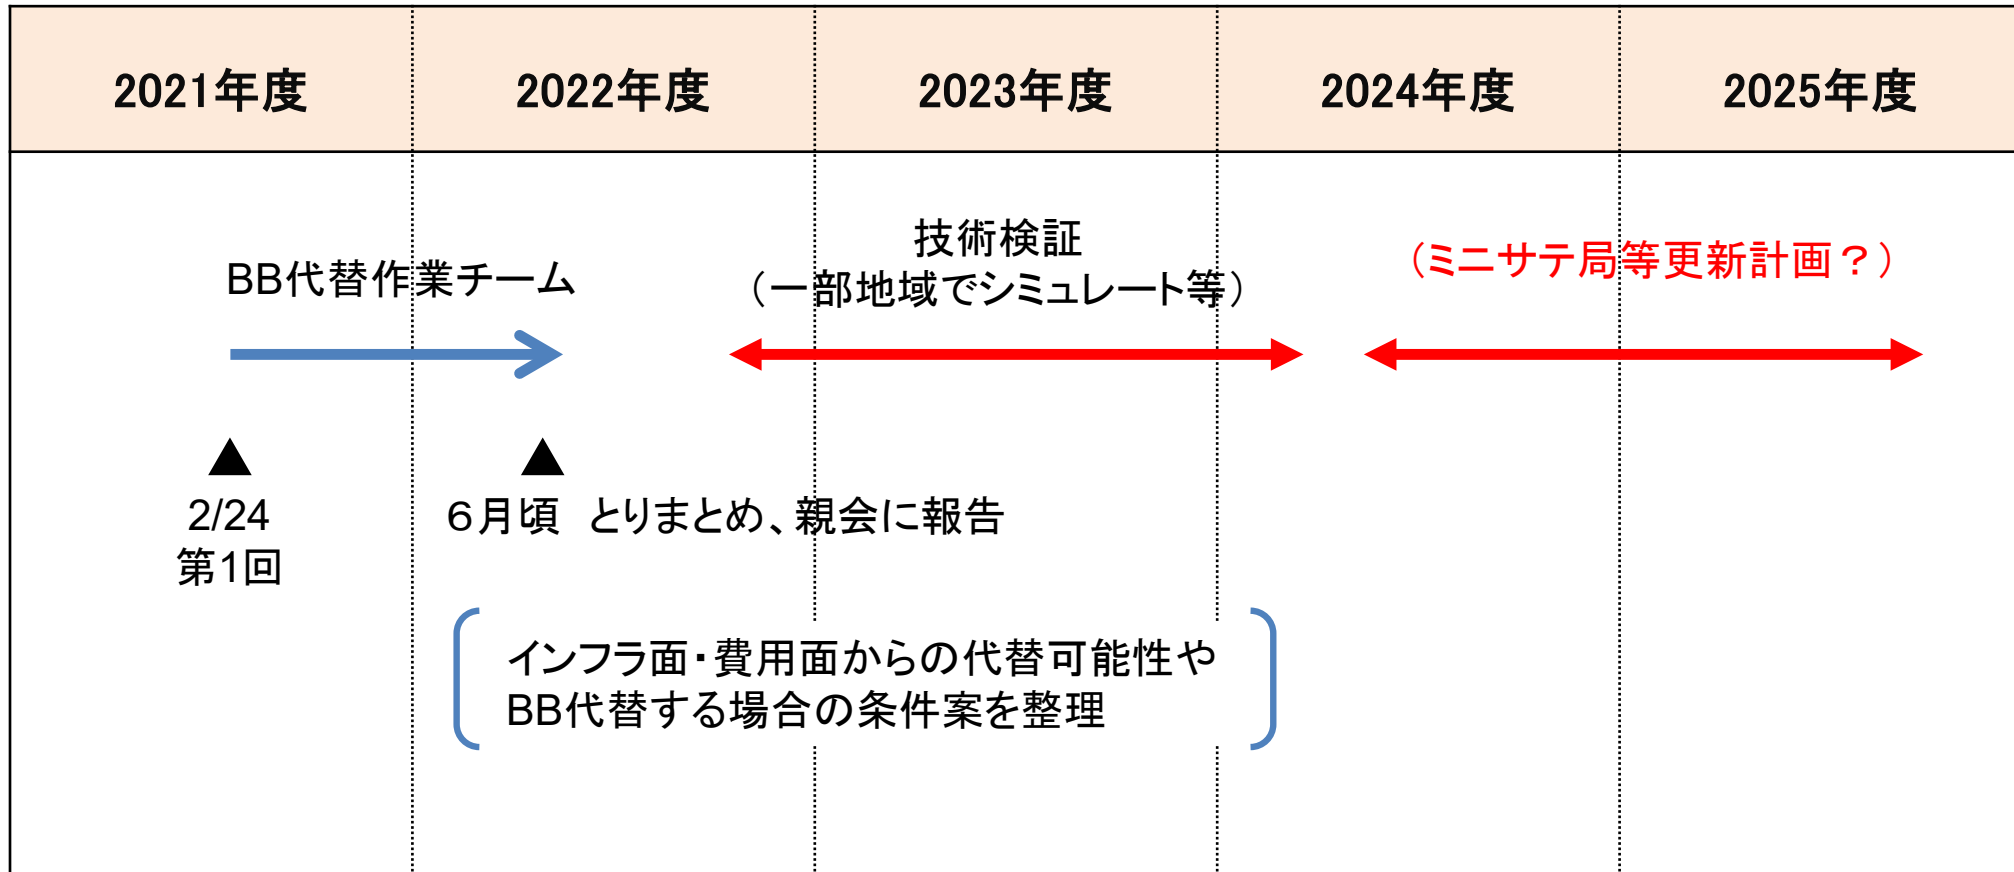 2021年度
2022年度
2023年度
2024年度
2025年度
BB代替作業チーム
技術検証
（一部地域でシミュレート等）
（ミニサテ局等更新計画？）
▲
▲
2/24
第1回
６月頃　とりまとめ、親会に報告
インフラ面・費用面からの代替可能性や
BB代替する場合の条件案を整理